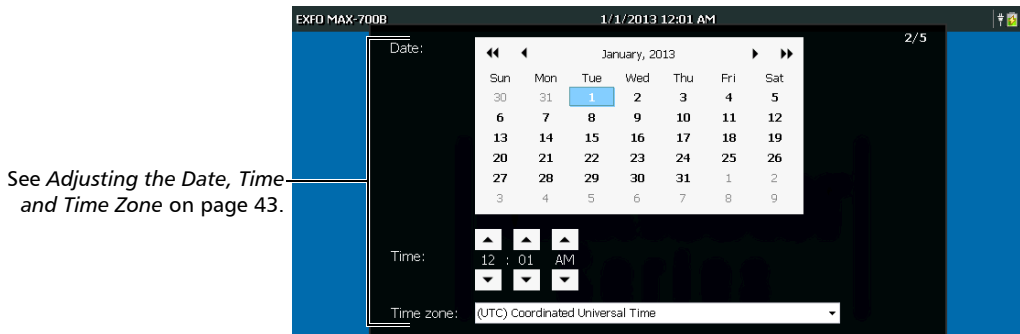 EXFO MAX-700B 1/1/2013 12:01 AM
2/5
Date:
January, 2013
Sun Mon Tue Wed Thu Fri Sat
30 31 1 2 3 4 5
6 7 8 9 10 11 12
13 14 15 16 17 18 19
20 21 22 23 24 25 26
27 28 29 30 31 1 2
3 4 5 6 7 8 9
See Adjusting the Date, Time
and Time Zone on page 43.
Time:
12 : 01 AM
Time zone: (UTC) Coordinated Universal Time